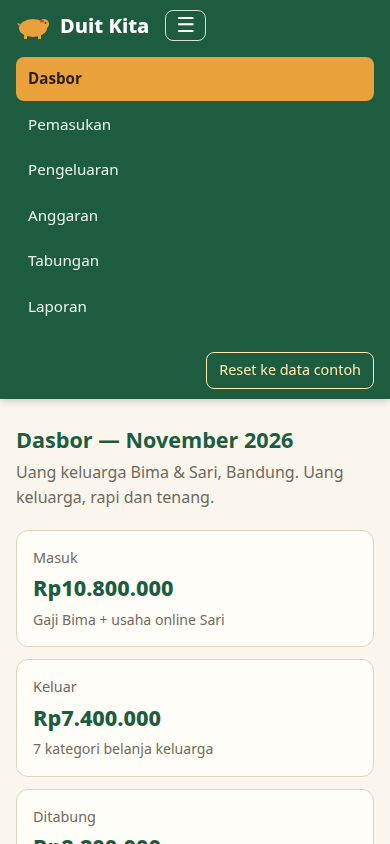 Duit Kita
☰
Dasbor
Pemasukan
Pengeluaran
Anggaran
Tabungan
Laporan
Reset ke data contoh
Dasbor — November 2026
Uang keluarga Bima & Sari, Bandung. Uang
keluarga, rapi dan tenang.
Masuk
Rp10.800.000
Gaji Bima + usaha online Sari
Keluar
Rp7.400.000
7 kategori belanja keluarga
Ditabung